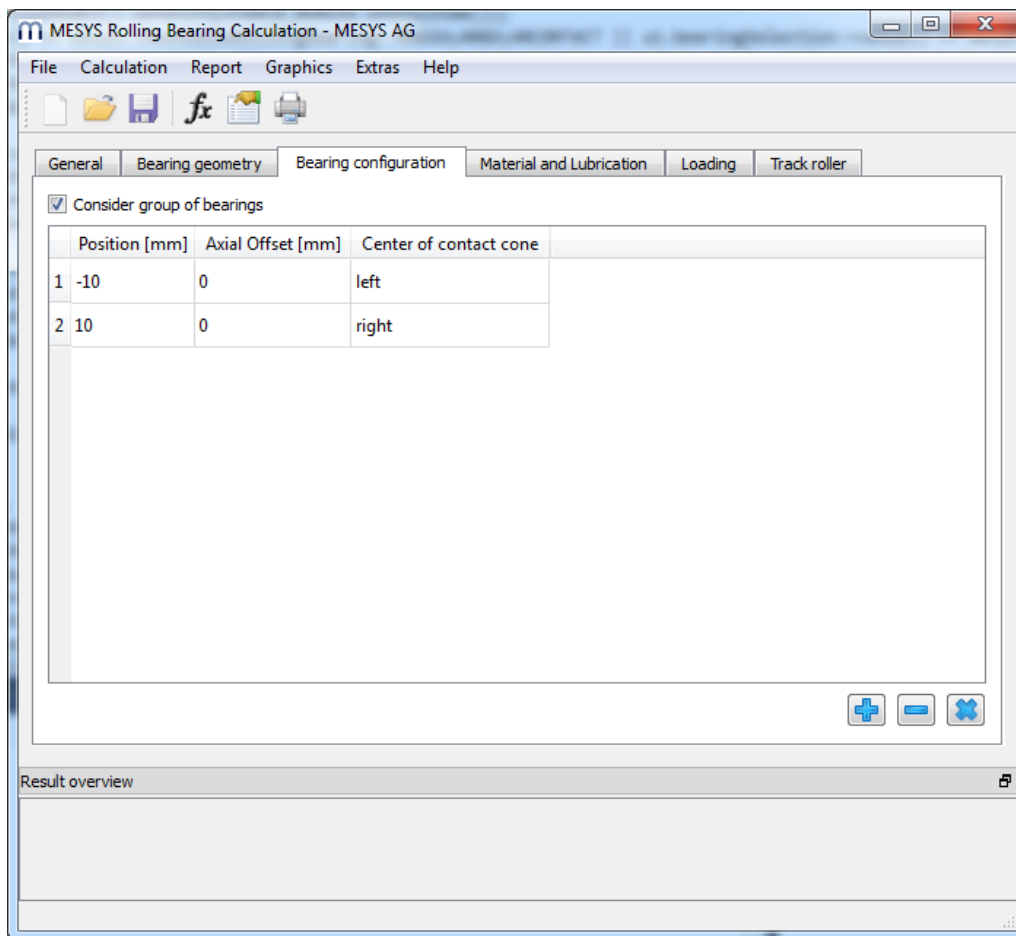 MESYS Rolling Bearing Calculation - MESYS AG
File Calculation Report Graphics Extras Help
fx
General Bearing geometry Bearing configuration Material and Lubrication Loading Track roller
Consider group of bearings
Position [mm] Axial Offset [mm] Center of contact cone
1 -10 0 left
2 10 0 right
Result overview